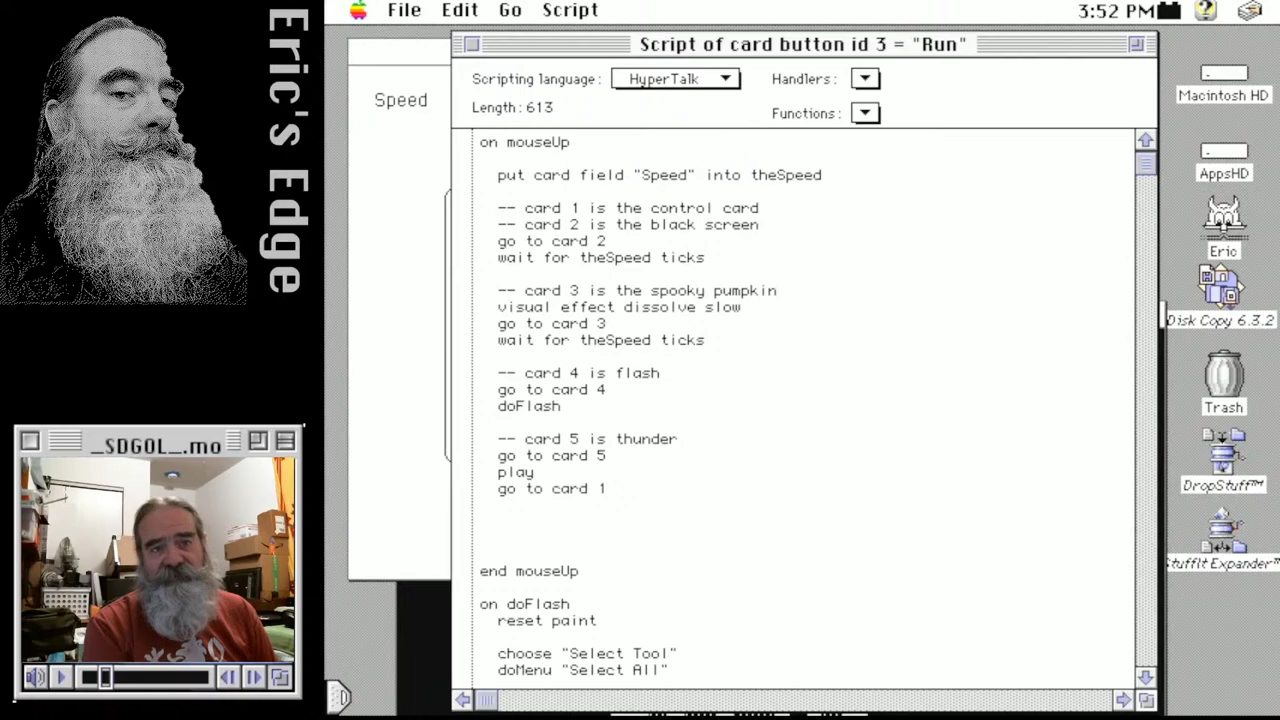 File Edit Go Script
3:52 PM
Eric's Edge
Script of card button id 3 = "Run"
Scripting language: HyperTalk
Handlers:
Length: 613
Functions:
Speed
on mouseUp
put card field "Speed" into theSpeed
-- card 1 is the control card
-- card 2 is the black screen
go to card 2
wait for theSpeed ticks
-- card 3 is the spooky pumpkin
visual effect dissolve slow
go to card 3
wait for theSpeed ticks
-- card 4 is flash
go to card 4
doFlash
-- card 5 is thunder
go to card 5
play
go to card 1
end mouseUp
on doFlash
reset paint
choose "Select Tool"
doMenu "Select All"
Macintosh HD
AppsHD
Eric
Disk Copy 6.3.2
Trash
DropStuff™
StuffIt Expander™
_SDGOL_.mo